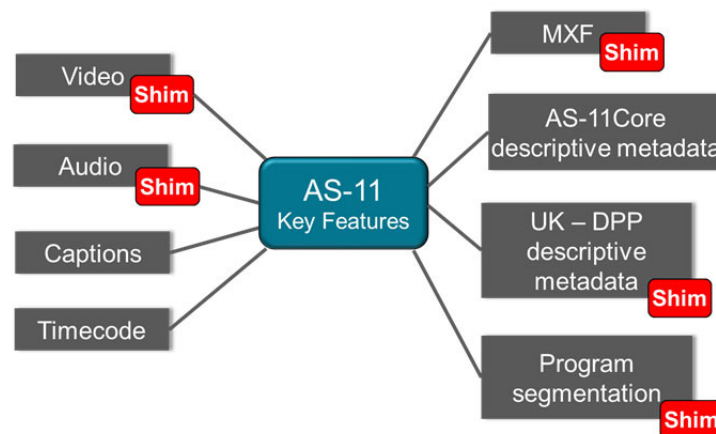 Video
Shim
Audio
Shim
Captions
Timecode
AS-11
Key Features
MXF
Shim
AS-11Core
descriptive metadata
UK – DPP
descriptive
metadata
Shim
Program
segmentation
Shim